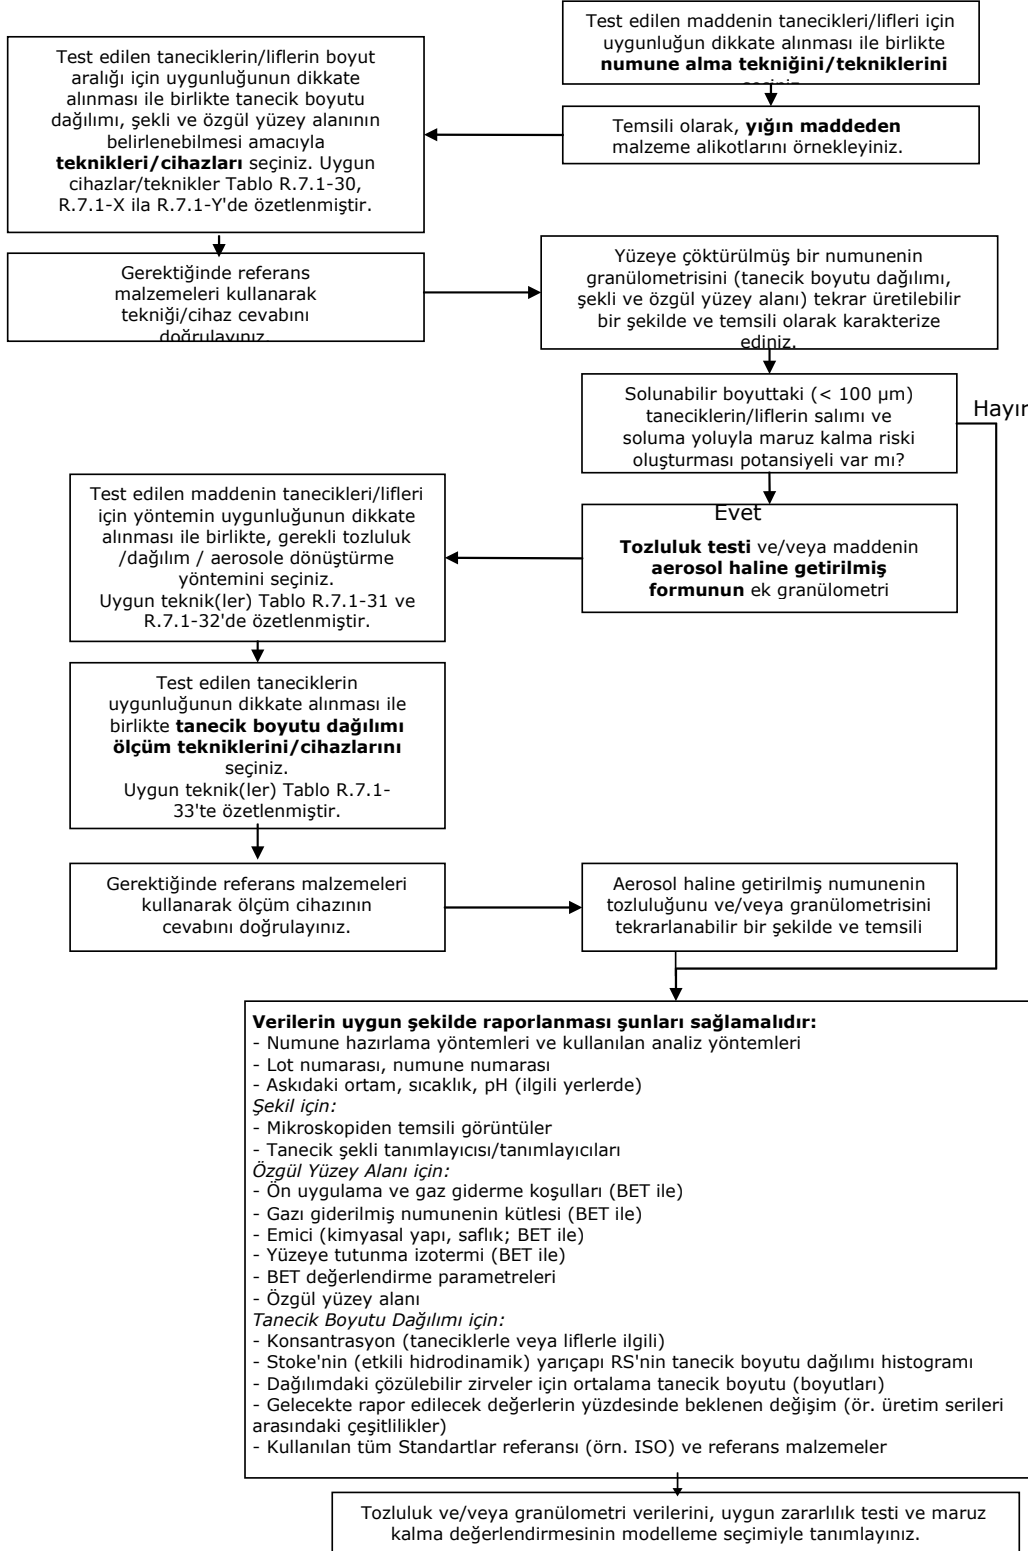 Test edilen maddenin tanecikleri/lifleri için
uygunluğun dikkate alınması ile birlikte
numune alma tekniğini/tekniklerini
Temsili olarak, yığın maddeden
malzeme alikotlarını örnekleyiniz.
Test edilen taneciklerin/liflerin boyut
aralığı için uygunluğunun dikkate
alınması ile birlikte tanecik boyutu
dağılımı, şekli ve özgül yüzey alanının
belirlenebilmesi amacıyla
teknikleri/cihazları seçiniz. Uygun
cihazlar/teknikler Tablo R.7.1-30,
R.7.1-X ila R.7.1-Y'de özetlenmiştir.
Gerektiğinde referans
malzemeleri kullanarak
tekniği/cihaz cevabını
doğrulayınız.
Yüzeye çöktürülmüş bir numunenin
granülometrisini (tanecik boyutu dağılımı,
şekli ve özgül yüzey alanı) tekrar üretilebilir
bir şekilde ve temsili olarak karakterize
ediniz.
Solunabilir boyuttaki (< 100 µm)
taneciklerin/liflerin salımı ve
soluma yoluyla maruz kalma riski
oluşturması potansiyeli var mı?
Hayır
Evet
Tozluluk testi ve/veya maddenin
aerosol haline getirilmiş
formunun ek granülometri
Test edilen maddenin tanecikleri/lifleri
için yöntemin uygunluğunun dikkate
alınması ile birlikte, gerekli tozluluk
/dağılım / aerosole dönüştürme
yöntemini seçiniz.
Uygun teknik(ler) Tablo R.7.1-31 ve
R.7.1-32'de özetlenmiştir.
Test edilen taneciklerin
uygunluğunun dikkate alınması ile
birlikte tanecik boyutu dağılımı
ölçüm tekniklerini/cihazlarını
seçiniz.
Uygun teknik(ler) Tablo R.7.1-
33'te özetlenmiştir.
Gerektiğinde referans malzemeleri
kullanarak ölçüm cihazının
cevabını doğrulayınız.
Aerosol haline getirilmiş numunenin
tozluluğunu ve/veya granülometrisini
tekrarlanabilir bir şekilde ve temsili
Verilerin uygun şekilde raporlanması şunları sağlamalıdır:
- Numune hazırlama yöntemleri ve kullanılan analiz yöntemleri
- Lot numarası, numune numarası
- Askıdaki ortam, sıcaklık, pH (ilgili yerlerde)
Şekil için:
- Mikroskopiden temsili görüntüler
- Tanecik şekli tanımlayıcısı/tanımlayıcıları
Özgül Yüzey Alanı için:
- Ön uygulama ve gaz giderme koşulları (BET ile)
- Gazı giderilmiş numunenin kütlesi (BET ile)
- Emici (kimyasal yapı, saflık; BET ile)
- Yüzeye tutunma izotermi (BET ile)
- BET değerlendirme parametreleri
- Özgül yüzey alanı
Tanecik Boyutu Dağılımı için:
- Konsantrasyon (taneciklerle veya liflerle ilgili)
- Stoke'nin (etkili hidrodinamik) yarıçapı RS'nin tanecik boyutu dağılımı histogramı
- Dağılımdaki çözülebilir zirveler için ortalama tanecik boyutu (boyutları)
- Gelecekte rapor edilecek değerlerin yüzdesinde beklenen değişim (ör. üretim serileri
arasındaki çeşitlilikler)
- Kullanılan tüm Standartlar referansı (örn. ISO) ve referans malzemeler
Tozluluk ve/veya granülometri verilerini, uygun zararlılık testi ve maruz
kalma değerlendirmesinin modelleme seçimiyle tanımlayınız.